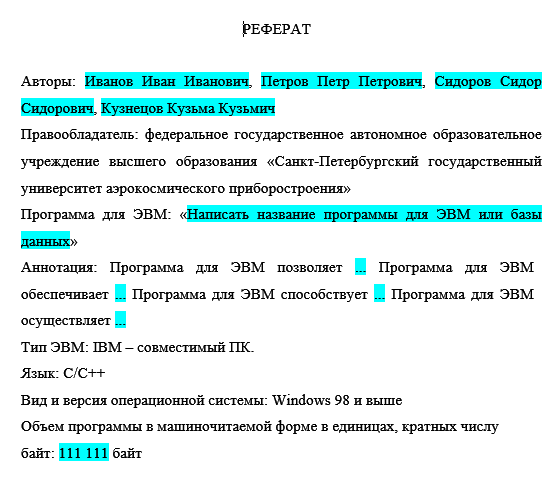 РЕФЕРАТ
Авторы: Иванов Иван Иванович, Петров Петр Петрович, Сидоров Сидор
Сидорович, Кузнецов Кузьма Кузьмич
Правообладатель: федеральное государственное автономное образовательное
учреждение высшего образования «Санкт-Петербургский государственный
университет аэрокосмического приборостроения»
Программа для ЭВМ: «Написать название программы для ЭВМ или базы
данных»
Аннотация: Программа для ЭВМ позволяет ... Программа для ЭВМ
обеспечивает ... Программа для ЭВМ способствует ... Программа для ЭВМ
осуществляет ...
Тип ЭВМ: IBM – совместимый ПК.
Язык: С/С++
Вид и версия операционной системы: Windows 98 и выше
Объем программы в машиночитаемой форме в единицах, кратных числу
байт: 111 111 байт